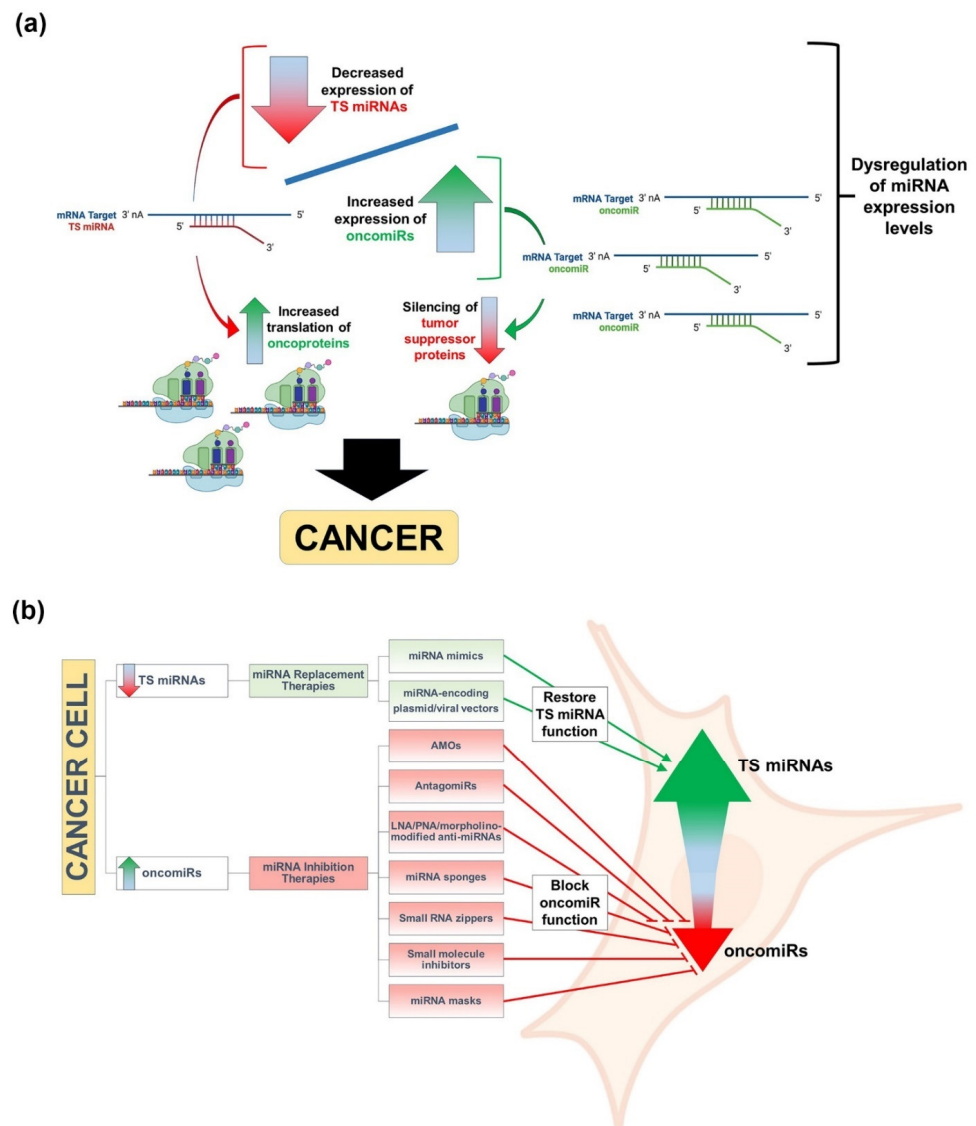 (a)
Decreased
expression of
TS miRNAs
mRNA Target 3' nA 5'
TS miRNA 5'
3'
Increased
expression of
oncomiRs
mRNA Target 3' nA 5'
oncomiR 5'
3'
mRNA Target 3' nA 5'
oncomiR 5'
3'
mRNA Target 3' nA 5'
oncomiR 5'
3'
Dysregulation
of miRNA
expression
levels
Increased
translation of
oncoproteins
Silencing of
tumor
suppressor
proteins
CANCER
(b)
CANCER CELL
TS miRNAs
miRNA Replacement
Therapies
miRNA mimics
miRNA-encoding
plasmid/viral vectors
Restore
TS miRNA
function
oncomiRs
miRNA Inhibition
Therapies
AMOs
AntagomiRs
LNA/PNA/morpholino-
modified anti-miRNAs
miRNA sponges
Small RNA zippers
Small molecule
inhibitors
miRNA masks
Block
oncomiR
function
TS miRNAs
oncomiRs